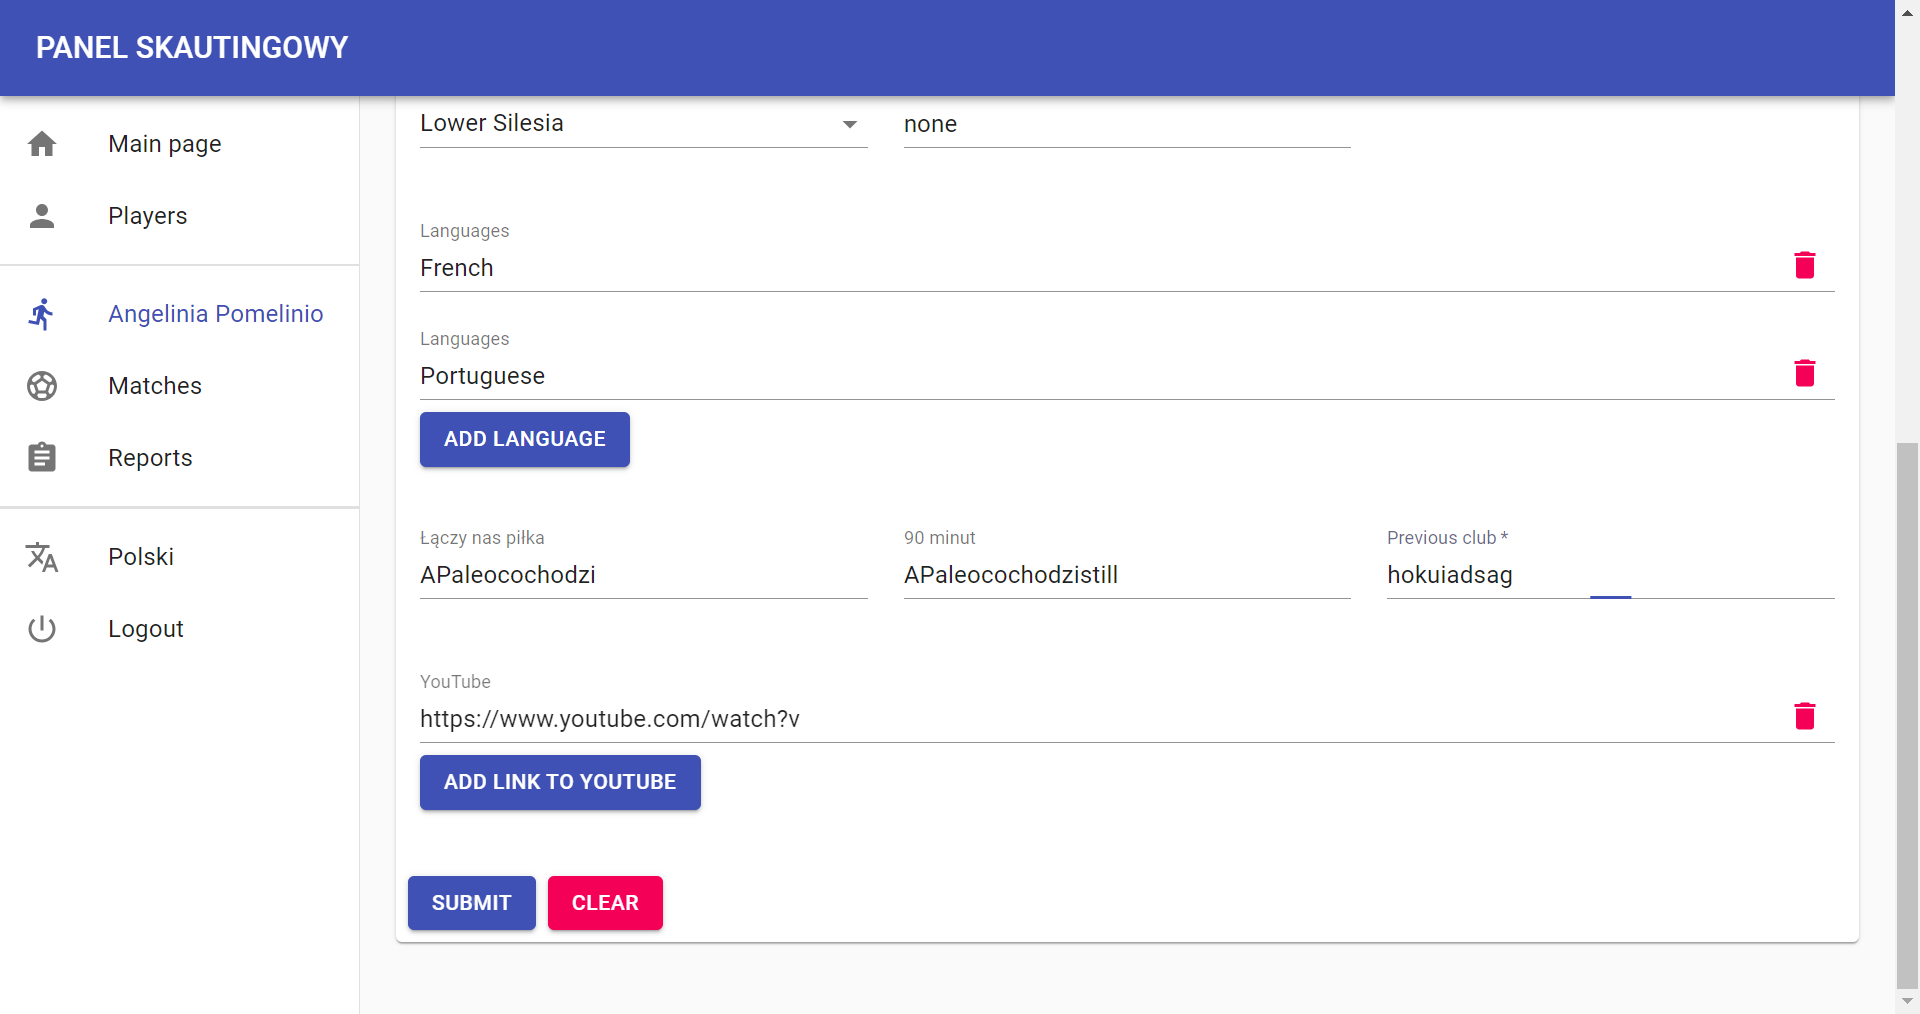 PANEL SKAUTINGOWY
Main page
Players
Angelinia Pomelinio
Matches
Reports
Polski
Logout
Lower Silesia
none
Languages
French
Languages
Portuguese
ADD LANGUAGE
Łączy nas piłka
90 minut
Previous club *
APaleocochodzi
APaleocochodzistill
hokuiadsag
YouTube
https://www.youtube.com/watch?v
ADD LINK TO YOUTUBE
SUBMIT
CLEAR